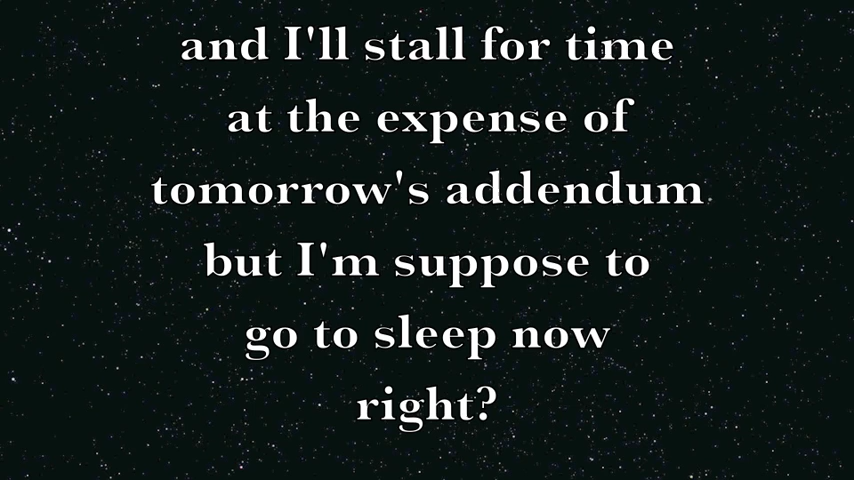 and I'll stall for time
at the expense of
tomorrow's addendum
but I'm suppose to
go to sleep now
right?